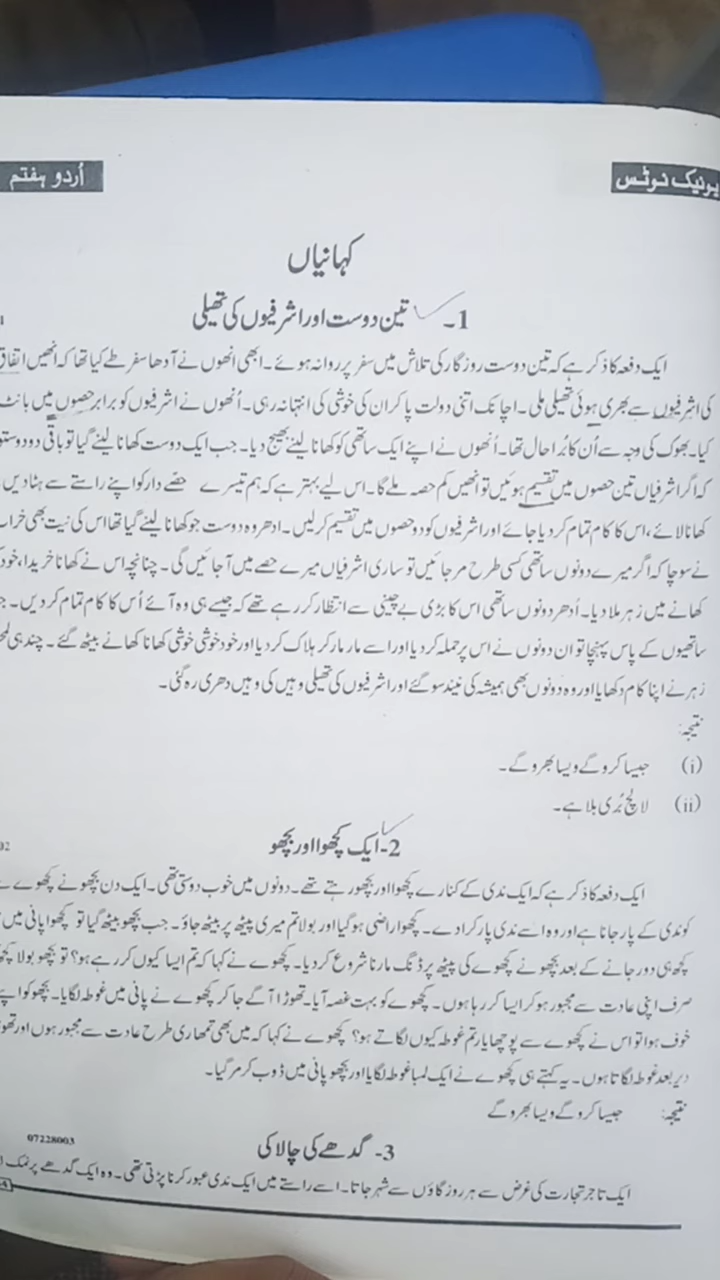 یونیک نوٹس
اُردو ہفتم
کہانیاں
1۔ تین دوست اور اشرفیوں کی تھیلی
ایک دفعہ کا ذکر ہے کہ تین دوست روزگار کی تلاش میں سفر پر روانہ ہوئے۔ ابھی انھوں نے آدھا سفر طے کیا تھا کہ انھیں اتفاق
کی اشرفیوں سے بھری ہوئی تھیلی ملی۔ اچانک اتنی دولت پا کر ان کی خوشی کی انتہا نہ رہی۔ اُنھوں نے اشرفیوں کو برابر حصوں میں بانٹ
کیا۔ بھوک کی وجہ سے اُن کا بُرا حال تھا۔ اُنھوں نے اپنے ایک ساتھی کو کھانا لینے بھیج دیا۔ جب ایک دوست کھانا لینے گیا تو باقی دو دوستو
کہ اگر اشرفیاں تین حصوں میں تقسیم ہوئیں تو انھیں کم حصہ ملے گا۔ اس لیے بہتر ہے کہ ہم تیسرے حصّے دار کو اپنے راستے سے ہٹا دیں
کھانا لائے، اس کا کام تمام کر دیا جائے اور اشرفیوں کو دو حصوں میں تقسیم کر لیں۔ ادھر وہ دوست جو کھانا لینے گیا تھا اس کی نیت بھی خراب
نے سوچا کہ اگر میرے دونوں ساتھی کسی طرح مر جائیں تو ساری اشرفیاں میرے حصے میں آ جائیں گی۔ چنانچہ اس نے کھانا خریدا، خود
کھانے میں زہر ملا دیا۔ اُدھر دونوں ساتھی اس کا بڑی بے چینی سے انتظار کر رہے تھے کہ جیسے ہی وہ آئے اُس کا کام تمام کر دیں۔
ساتھیوں کے پاس پہنچا تو ان دونوں نے اس پر حملہ کر دیا اور اسے مار مار کر ہلاک کر دیا اور خود خوشی خوشی کھانا کھانے بیٹھ گئے۔ چند ہی
زہر نے اپنا کام دکھایا اور وہ دونوں بھی ہمیشہ کی نیند سو گئے اور اشرفیوں کی تھیلی وہیں کی وہیں دھری رہ گئی۔
نتیجہ:
(i) جیسا کرو گے ویسا بھرو گے۔
(ii) لالچ بُری بلا ہے۔
2۔ ایک کچھوا اور بچھو
ایک دفعہ کا ذکر ہے کہ ایک ندی کے کنارے کچھوا اور بچھو رہتے تھے۔ دونوں میں خوب دوستی تھی۔ ایک دن بچھو نے کچھوے سے
کو ندی کے پار جانا ہے اور وہ اسے ندی پار کرا دے۔ کچھوا راضی ہو گیا اور بولا تم میری پیٹھ پر بیٹھ جاؤ۔ جب بچھو بیٹھ گیا تو کچھوا پانی میں
کچھ ہی دور جانے کے بعد بچھو نے کچھوے کی پیٹھ پر ڈنگ مارنا شروع کر دیا۔ کچھوے نے کہا کہ تم ایسا کیوں کر رہے ہو؟ تو بچھو بولا
صرف اپنی عادت سے مجبور ہو کر ایسا کر رہا ہوں۔ کچھوے کو بہت غصہ آیا۔ تھوڑا آگے جا کر کچھوے نے پانی میں غوطہ لگایا۔ بچھو کو اپنے
خوف ہوا تو اس نے کچھوے سے پوچھا یار تم غوطہ کیوں لگاتے ہو؟ کچھوے نے کہا کہ میں بھی تمھاری طرح عادت سے مجبور ہوں اور تھو
دیر بعد غوطہ لگاتا ہوں۔ یہ کہتے ہی کچھوے نے ایک لمبا غوطہ لگایا اور بچھو پانی میں ڈوب کر مر گیا۔
نتیجہ: جیسا کرو گے ویسا بھرو گے
3۔ گدھے کی چالاکی
07228003
ایک تاجر تجارت کی غرض سے ہر روز گاؤں سے شہر جاتا۔ اسے راستے میں ایک ندی عبور کرنا پڑتی تھی۔ وہ ایک گدھے پر نمک